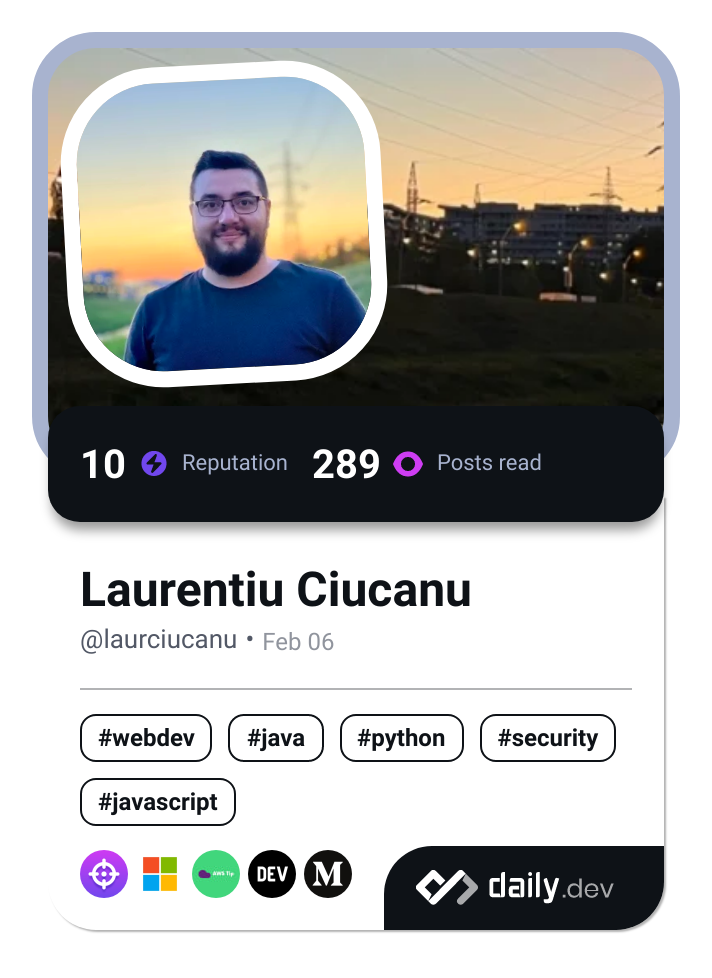 10 Reputation 289 Posts read
Laurentiu Ciucanu
@laurciucanu • Feb 06
#webdev #java #python #security
#javascript
AWS Tip DEV M
daily.dev